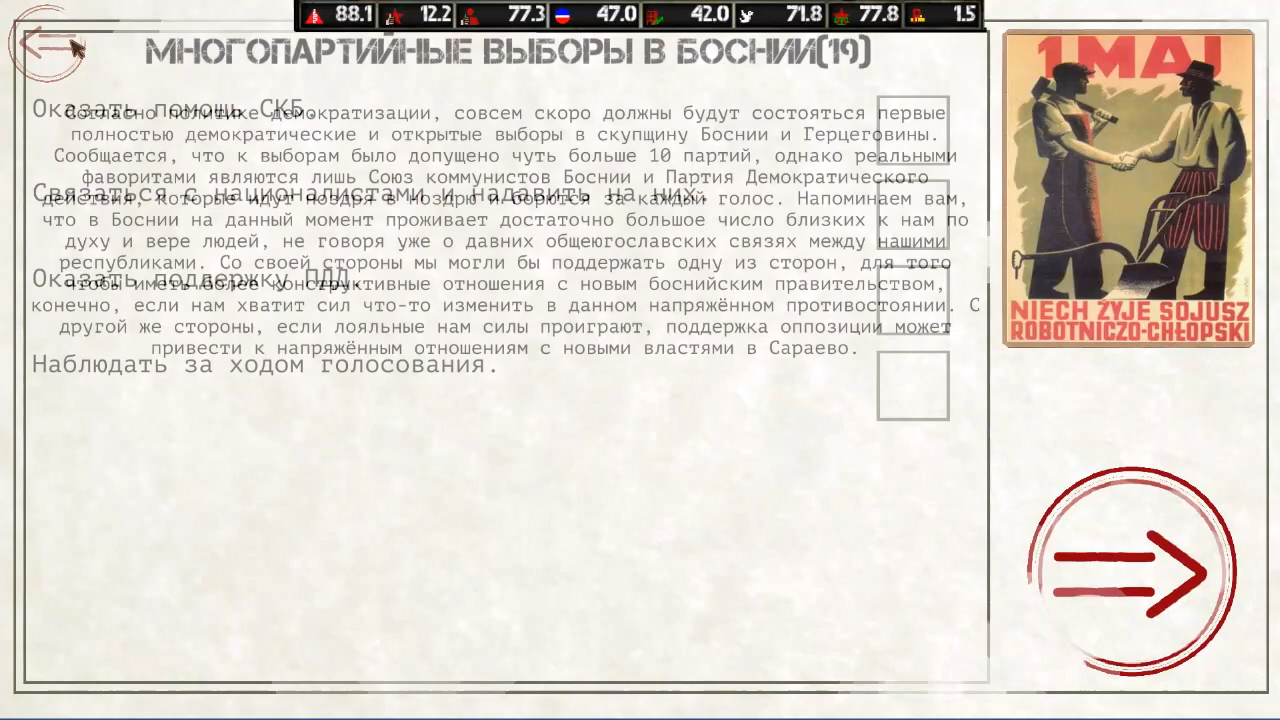 88.1 12.2 77.3 47.0 42.0 71.8 77.8 1.5
МНОГОПАРТИЙНЫЕ ВЫБОРЫ В БОСНИИ(19)
Оказать помощь СКБ.
Согласно политике демократизации, совсем скоро должны будут состояться первые
полностью демократические и открытые выборы в скупщину Боснии и Герцеговины.
Сообщается, что к выборам было допущено чуть больше 10 партий, однако реальными
фаворитами являются лишь Союз коммунистов Боснии и Партия Демократического
Связаться с националистами и надавить на них.
действия, которые идут ноздря в ноздрю и борются за каждый голос. Напоминаем вам,
что в Боснии на данный момент проживает достаточно большое число близких к нам по
духу и вере людей, не говоря уже о давних общеюгославских связях между нашими
республиками. Со своей стороны мы могли бы поддержать одну из сторон, для того
Оказать поддержку ПДД.
чтобы иметь более конструктивные отношения с новым боснийским правительством,
конечно, если нам хватит сил что-то изменить в данном напряжённом противостоянии. С
другой же стороны, если лояльные нам силы проиграют, поддержка оппозиции может
привести к напряжённым отношениям с новыми властями в Сараево.
Наблюдать за ходом голосования.
1 MAJ
NIECH ŻYJE SOJUSZ
ROBOTNICZO-CHŁOPSKI